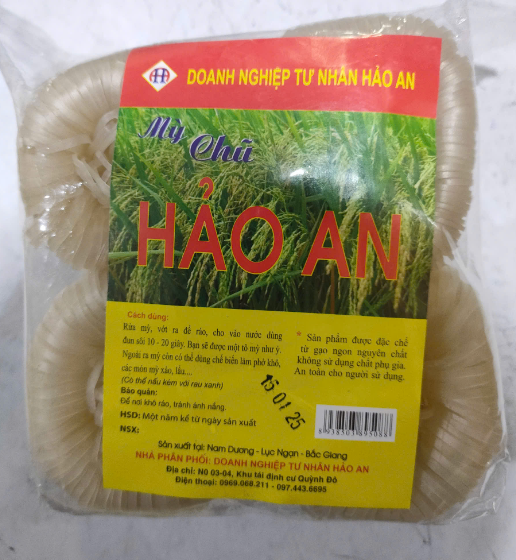 DOANH NGHIỆP TƯ NHÂN HẢO AN
Mỳ Chũ
HẢO AN
Cách dùng:
Rửa mỳ, vớt ra để ráo, cho vào nước dùng
đun sôi 10 - 20 giây. Bạn sẽ được một tô mỳ như ý.
Ngoài ra mỳ còn có thể dùng chế biến làm phở khô,
các món mỳ xáo, lẩu....
(Có thể nấu kèm với rau xanh)
Bảo quản:
Để nơi khô ráo, tránh ánh nắng.
HSD: Một năm kể từ ngày sản xuất
NSX:
15 01 25
* Sản phẩm được đặc chế
từ gạo ngon nguyên chất
không sử dụng chất phụ gia.
An toàn cho người sử dụng.
Sản xuất tại: Nam Dương - Lục Ngạn - Bắc Giang
NHÀ PHÂN PHỐI: DOANH NGHIỆP TƯ NHÂN HẢO AN
Địa chỉ: N0 03-04, Khu tái định cư Quỳnh Đô
Điện thoại: 0969.068.211 - 097.443.6695